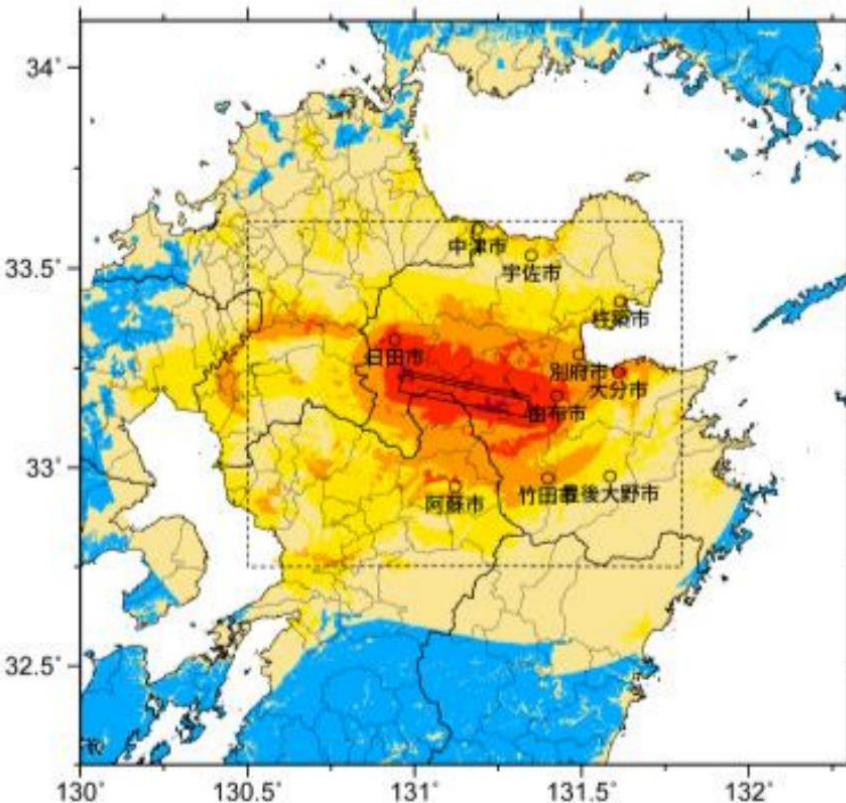 34˚
33.5˚
33˚
32.5˚
中津市
宇佐市
杵築市
日田市
別府市
大分市
由布市
阿蘇市
竹田市
豊後大野市
130˚
130.5˚
131˚
131.5˚
132˚